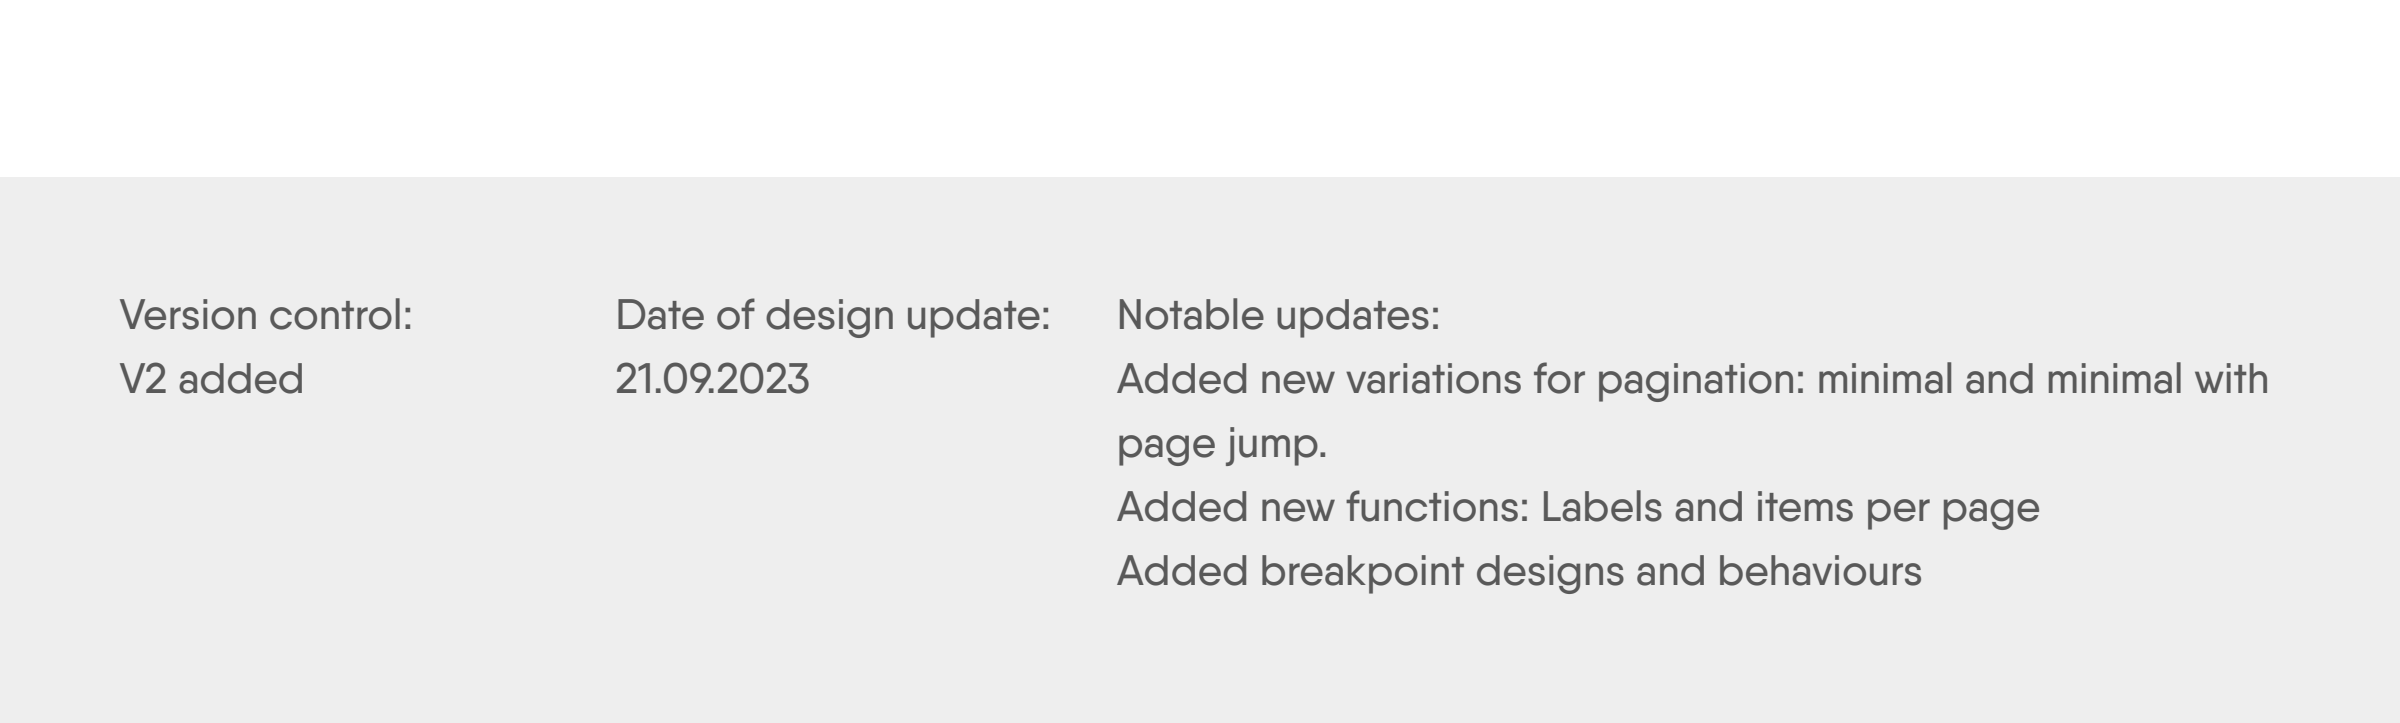 Version control:
V2 added
Date of design update:
21.09.2023
Notable updates:
Added new variations for pagination: minimal and minimal with
page jump.
Added new functions: Labels and items per page
Added breakpoint designs and behaviours